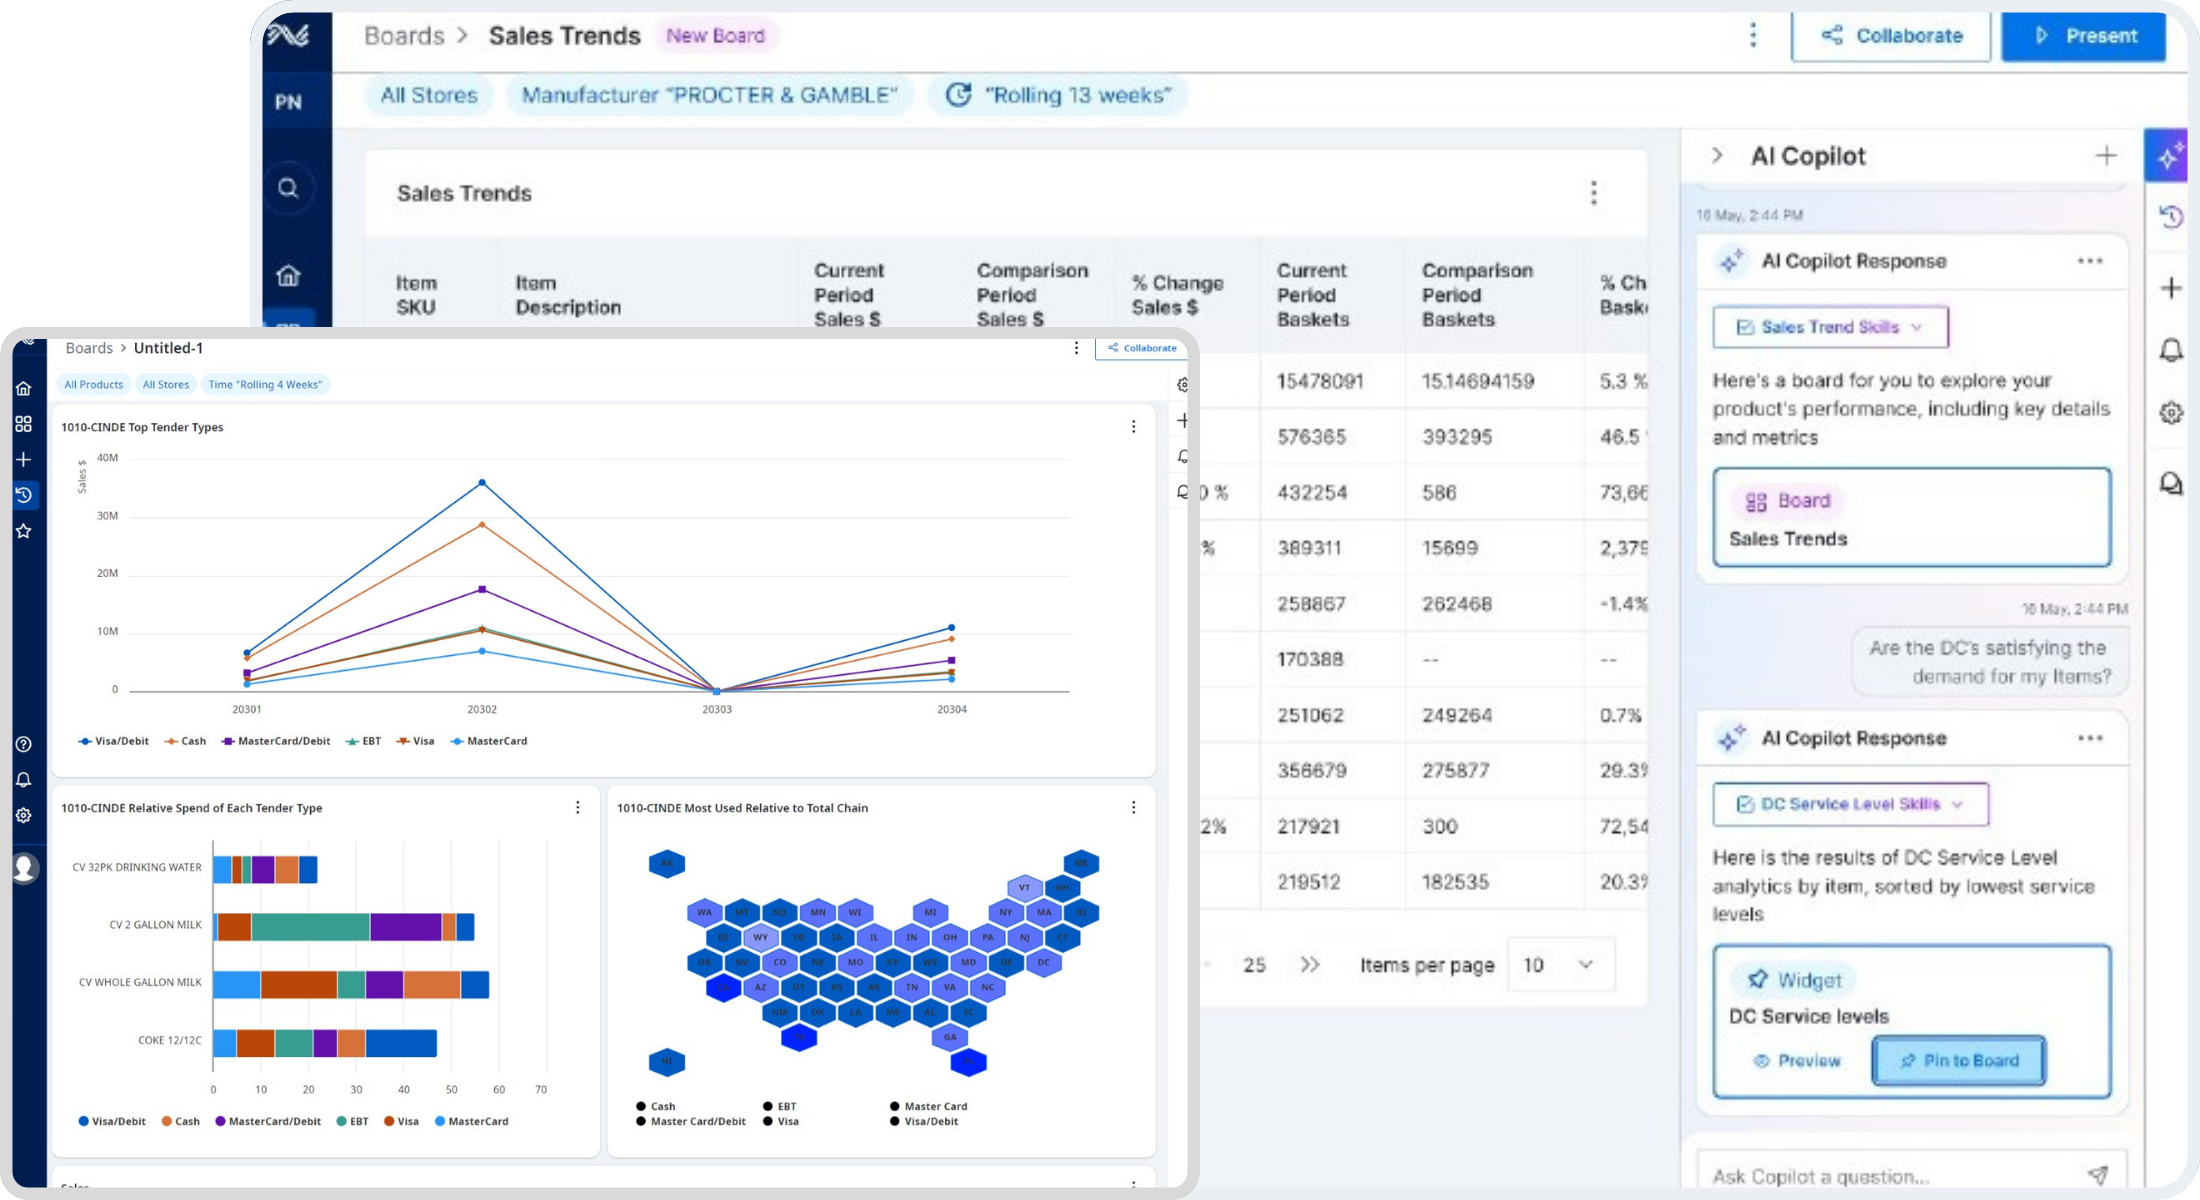 Boards > Sales Trends New Board
Collaborate
Present
PN
All Stores
Manufacturer "PROCTER & GAMBLE"
"Rolling 13 weeks"
Sales Trends
Item SKU
Item Description
Current Period Sales $
Comparison Period Sales $
% Change Sales $
Current Period Baskets
Comparison Period Baskets
% Ch
15478091 15.14694159 5.3 %
576365 393295 46.5
0 % 432254 586 73,66
% 389311 15699 2,379
258867 262468 -1.4%
170388 -- --
251062 249264 0.7%
356679 275877 29.3%
2% 217921 300 72,54
219512 182535 20.3%
25 >> Items per page 10
AI Copilot
16 May, 2:44 PM
AI Copilot Response
Sales Trend Skills
Here's a board for you to explore your
product's performance, including key details
and metrics
Board
Sales Trends
16 May, 2:44 PM
Are the DC's satisfying the
demand for my Items?
AI Copilot Response
DC Service Level Skills
Here is the results of DC Service Level
analytics by item, sorted by lowest service
levels
Widget
DC Service levels
Preview
Pin to Board
Ask Copilot a question...
Boards > Untitled-1
Collaborate
All Products
All Stores
Time "Rolling 4 Weeks"
1010-CINDE Top Tender Types
Sales $
40M
30M
20M
10M
0
20301 20302 20303 20304
Visa/Debit Cash MasterCard/Debit EBT Visa MasterCard
1010-CINDE Relative Spend of Each Tender Type
CV 32PK DRINKING WATER
CV 2 GALLON MILK
CV WHOLE GALLON MILK
COKE 12/12C
0 10 20 30 40 50 60 70
Visa/Debit Cash MasterCard/Debit EBT Visa MasterCard
1010-CINDE Most Used Relative to Total Chain
AK ME
VT NH
WA MT ND MN WI MI NY MA RI
ID WY SD IA IL IN OH PA NJ CT
OR NV CO NE MO KY WV MD DE DC
AZ UT KS AR TN VA NC
NM OK LA MS AL SC
GA
HI
Cash EBT Master Card
Master Card/Debit Visa Visa/Debit